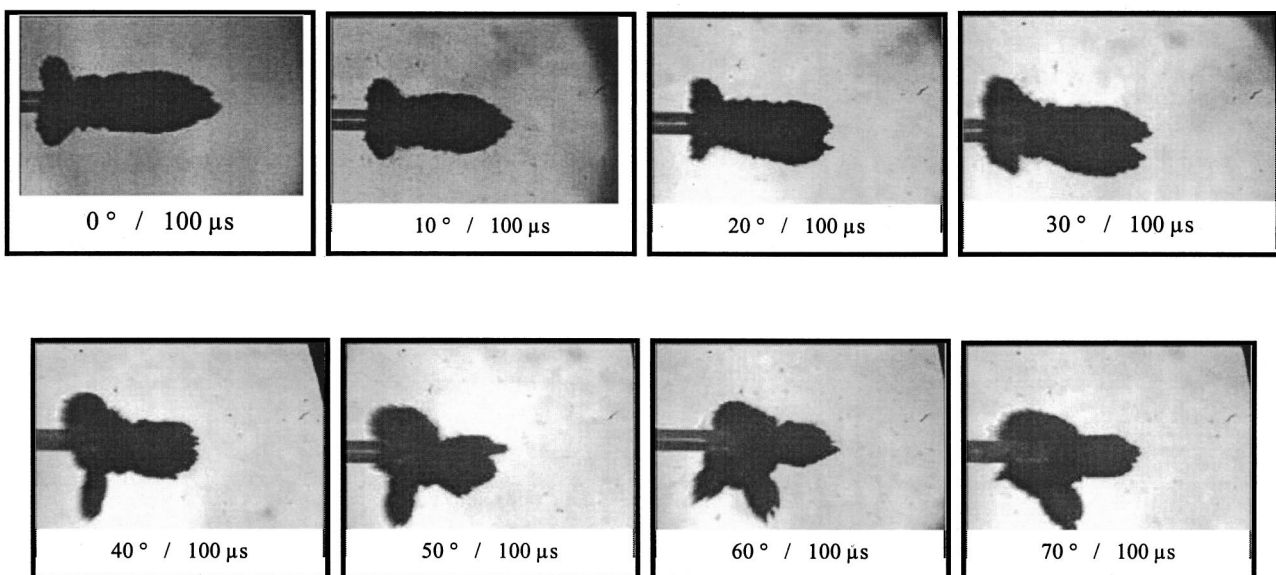 0 ° / 100 µs
10 ° / 100 µs
20 ° / 100 µs
30 ° / 100 µs
40 ° / 100 µs
50 ° / 100 µs
60 ° / 100 µs
70 ° / 100 µs